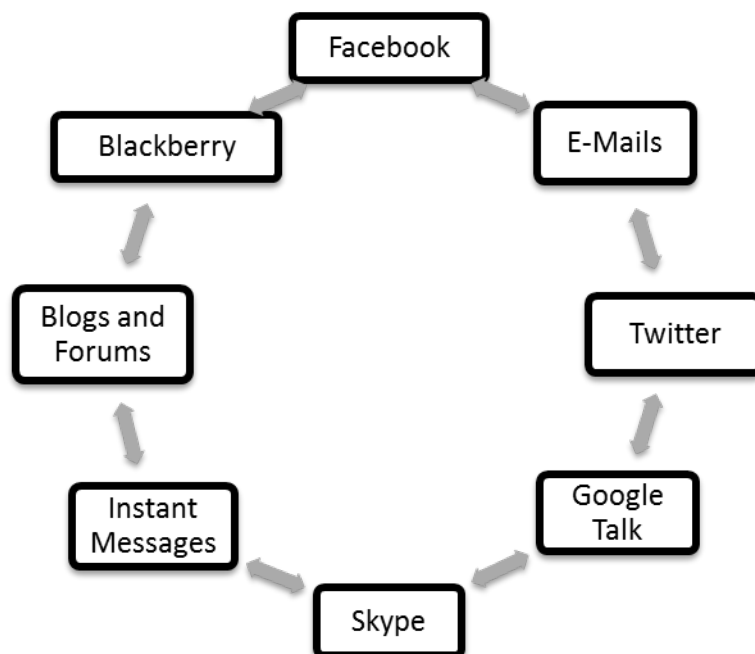 Facebook
E-Mails
Twitter
Google
Talk
Skype
Instant
Messages
Blogs and
Forums
Blackberry